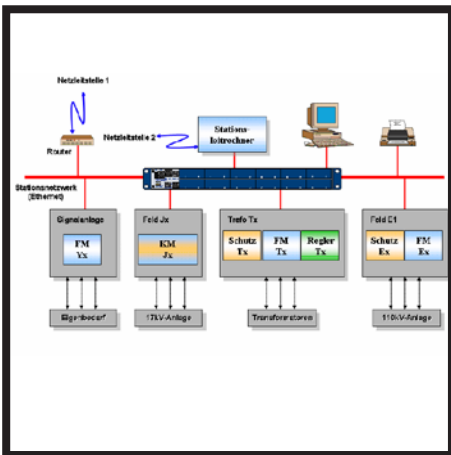 Netzleitstelle 1
Stations-
leitrechner
Netzleitstelle 2
Router
Stationsnetzwerk
(Ethernet)
Signalanlage
Feld Jx
Trafo Tx
Feld E1
FM
Yx
KM
Jx
Schutz
Tx
FM
Tx
Regler
Tx
Schutz
Ex
FM
Ex
Eigenbedarf
17kV-Anlage
Transformatoren
110kV-Anlage